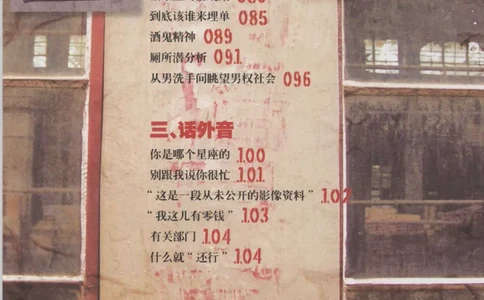 到底该谁来埋单 085
酒鬼精神 089
厕所潜分析 091
从男洗手间眺望男权社会 096
三、话外音
你是哪个星座的 100
别跟我说你很忙 101
“这是一段从未公开的影像资料” 102
“我这儿有零钱” 103
有关部门 104
什么就“还行” 104